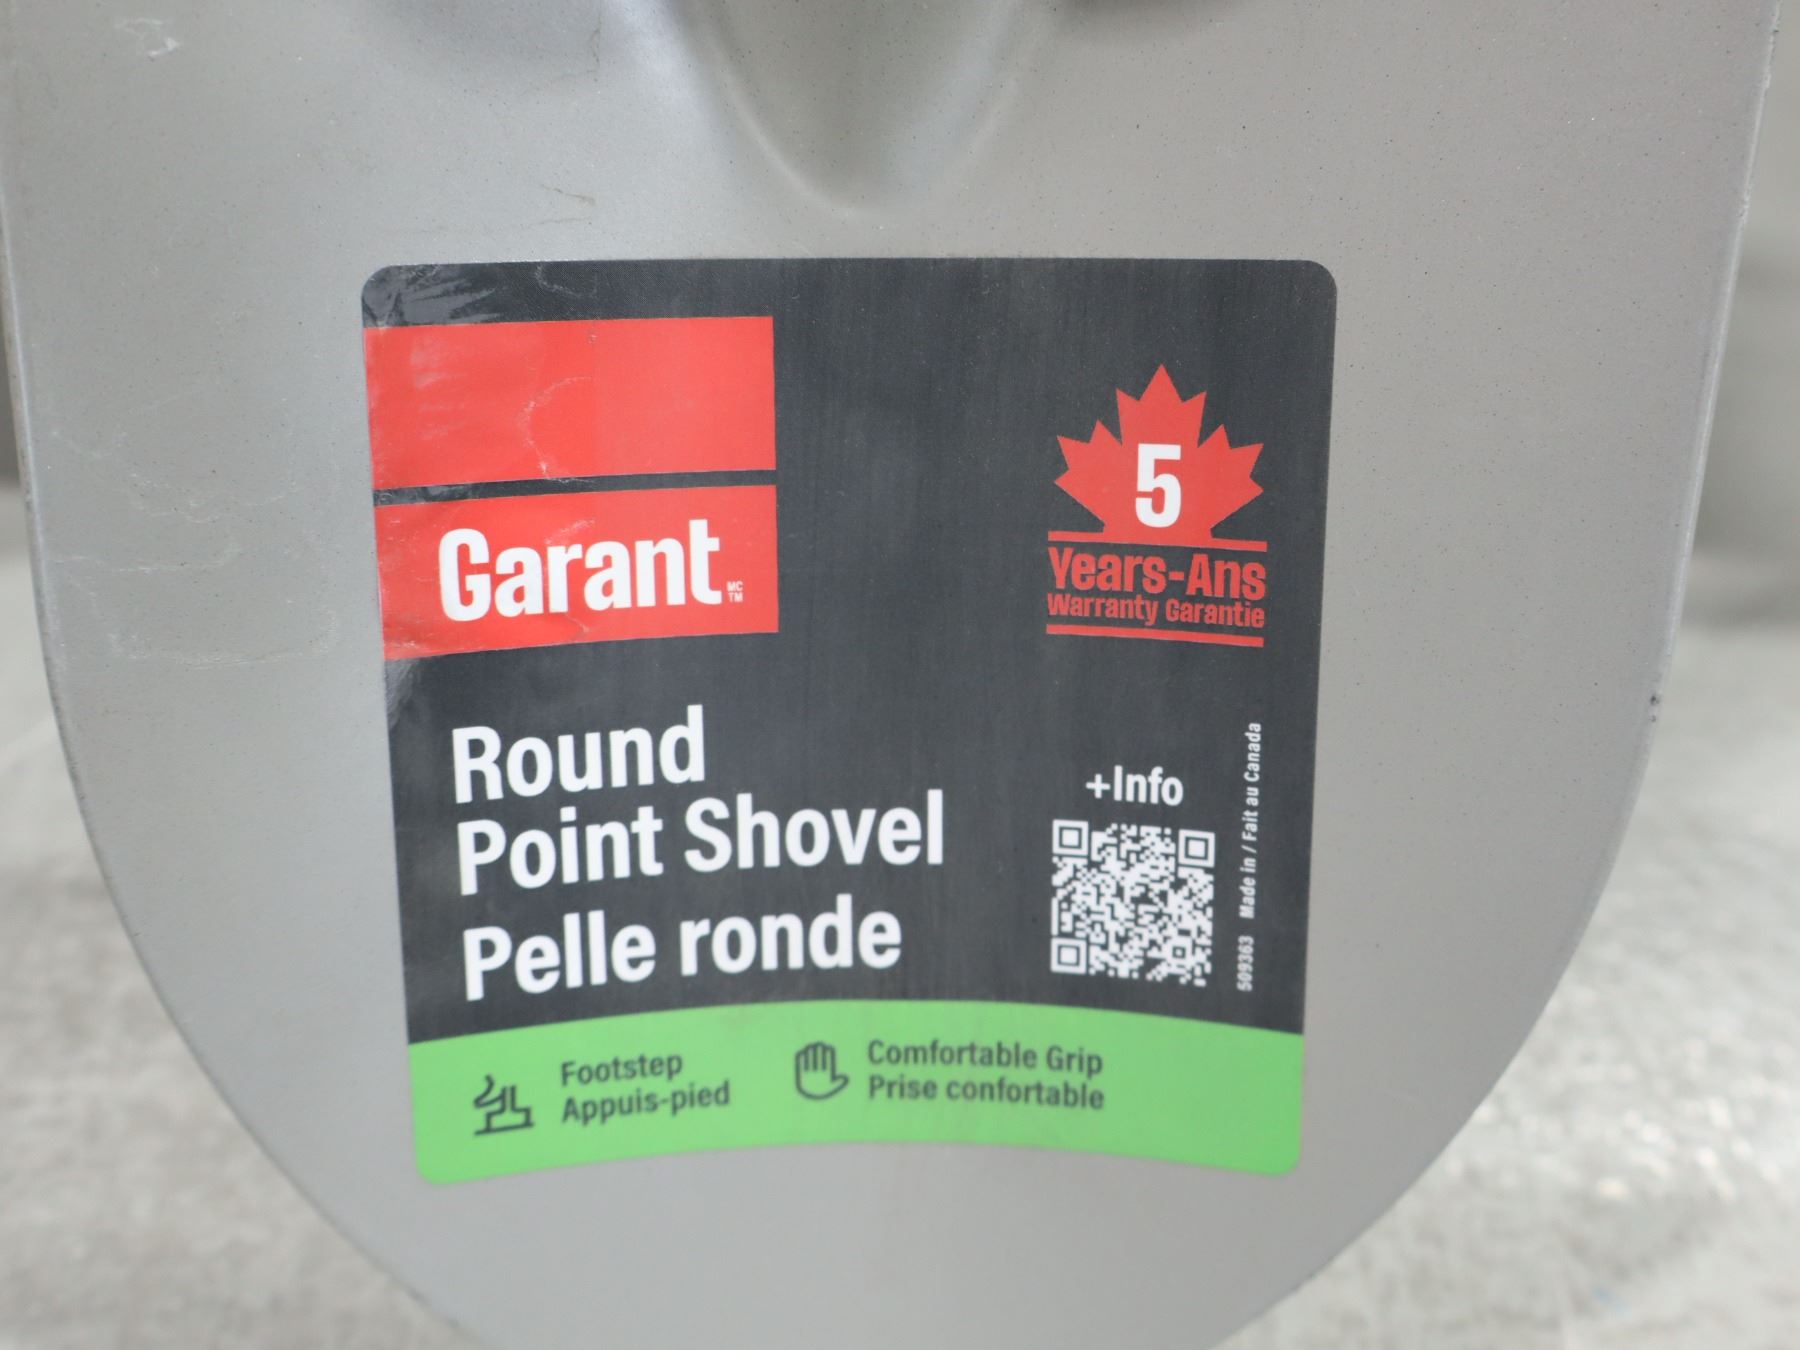 Garant
MC
TM
5
Years-Ans
Warranty Garantie
Round
Point Shovel
Pelle ronde
+Info
509363 Made in / Fait au Canada
Footstep
Appuis-pied
Comfortable Grip
Prise confortable